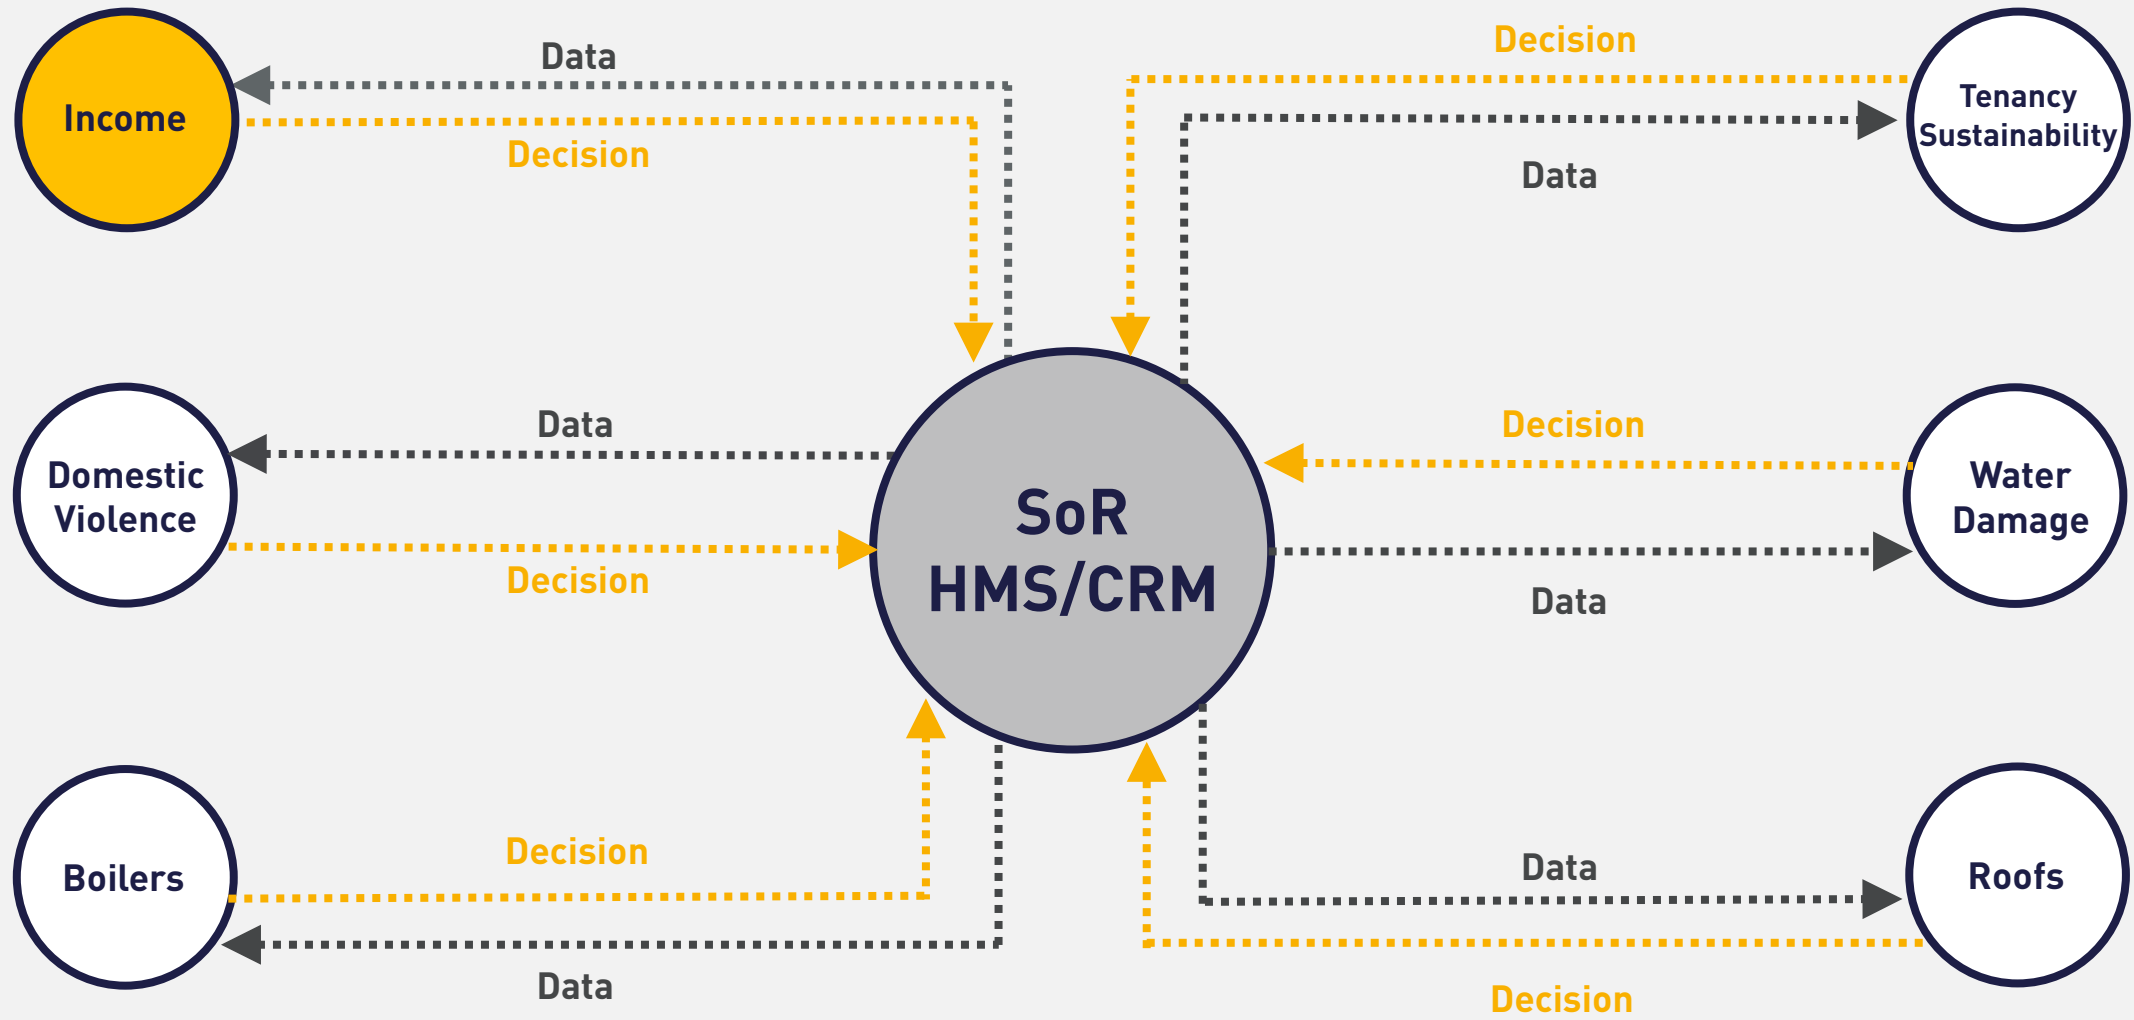 Data
Decision
Income
Decision
Tenancy
Sustainability
Data
Data
Domestic
Violence
Decision
SoR
HMS/CRM
Decision
Water
Damage
Data
Decision
Boilers
Data
Data
Roofs
Decision